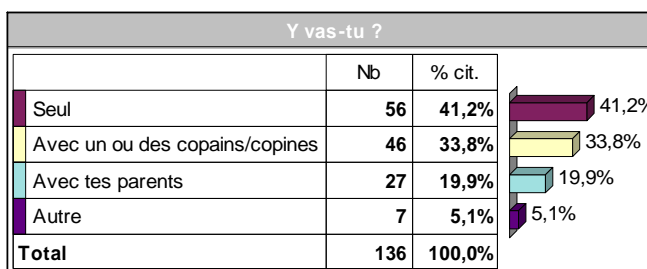 Y vas-tu ?
Nb % cit.
Seul 56 41,2% 41,2%
Avec un ou des copains/copines 46 33,8% 33,8%
Avec tes parents 27 19,9% 19,9%
Autre 7 5,1% 5,1%
Total 136 100,0%